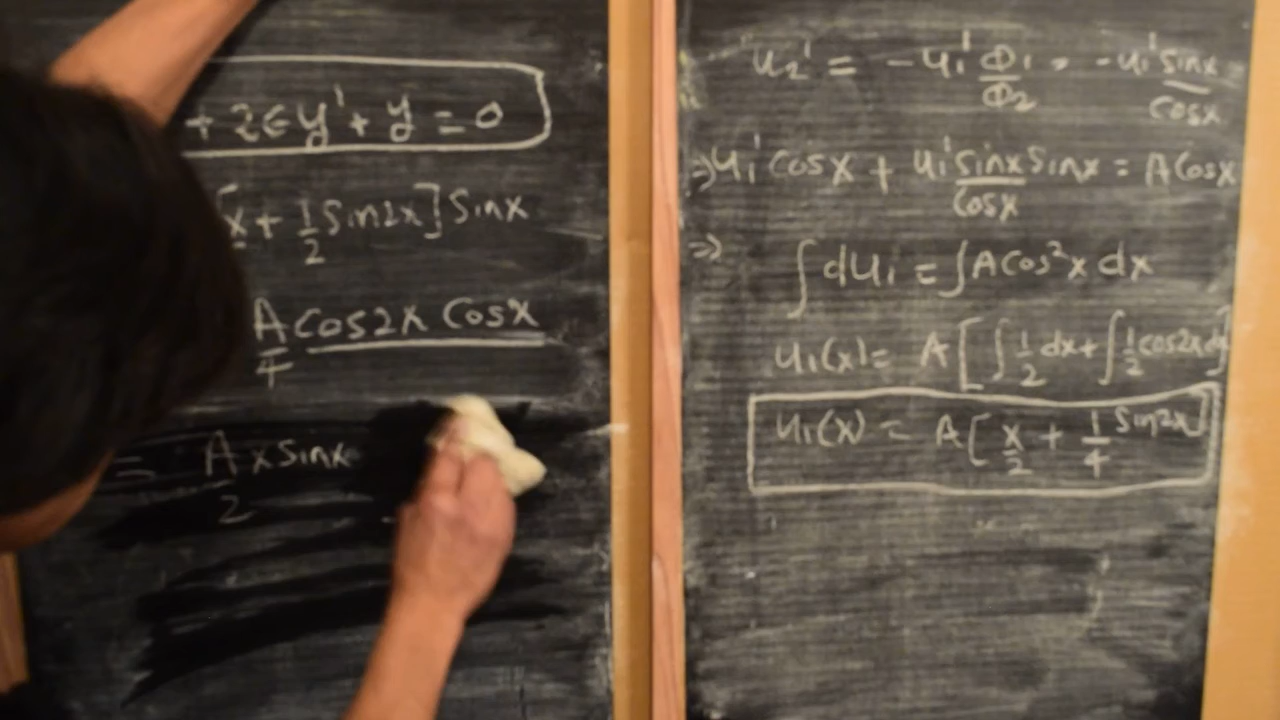 + 2εy' + y = 0
[x + 1/2 Sin2x] Sinx
A/4 Cos2x Cosx
= A/2 x sinx
u2' = -u1' Φ1/Φ2 = -u1' sinx/cosx
⇒ u1' cosx + u1' sinx/cosx sinx = A Cosx
⇒ ∫ du1 = ∫ A Cos²x dx
u1(x) = A [ ∫ 1/2 dx + ∫ 1/2 cos2x dx ]
u1(x) = A [ x/2 + 1/4 Sin2x ]